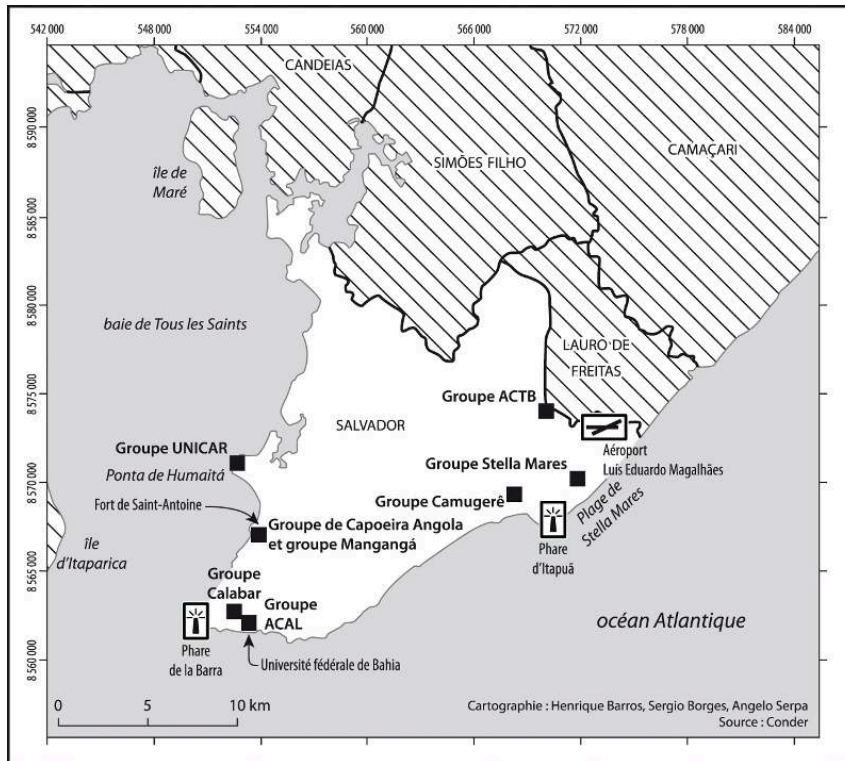 542 000 548 000 554 000 560 000 566 000 572 000 578 000 584 000
8 590 000
8 585 000
8 580 000
8 575 000
8 570 000
8 565 000
8 560 000
CANDEIAS
SIMÕES FILHO
CAMAÇARI
île de
Maré
baie de Tous les Saints
LAURO DE
FREITAS
Groupe ACTB
SALVADOR
Aéroport
Luís Eduardo Magalhães
Groupe UNICAR
Ponta de Humaitá
Groupe Stella Mares
Groupe Camugerê
Plage de
Stella Mares
Fort de Saint-Antoine
Groupe de Capoeira Angola
et groupe Mangangá
Phare
d'Itapuã
île
d'Itaparica
Groupe
Calabar
Groupe
ACAL
océan Atlantique
Phare
de la Barra
Université fédérale de Bahia
0 5 10 km
Cartographie : Henrique Barros, Sergio Borges, Angelo Serpa
Source : Conder